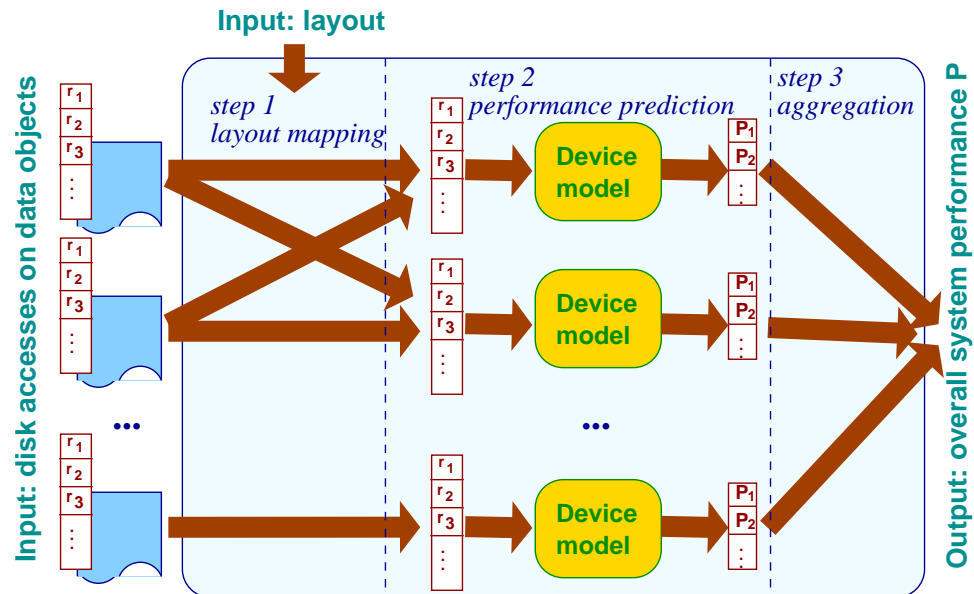 Input: layout
Input: disk accesses on data objects
step 1
layout mapping
step 2
performance prediction
step 3
aggregation
Output: overall system performance P
r1
r2
r3
⋮
r1
r2
r3
⋮
Device
model
P1
P2
⋮
r1
r2
r3
⋮
r1
r2
r3
⋮
Device
model
P1
P2
⋮
...
...
r1
r2
r3
⋮
r1
r2
r3
⋮
Device
model
P1
P2
⋮